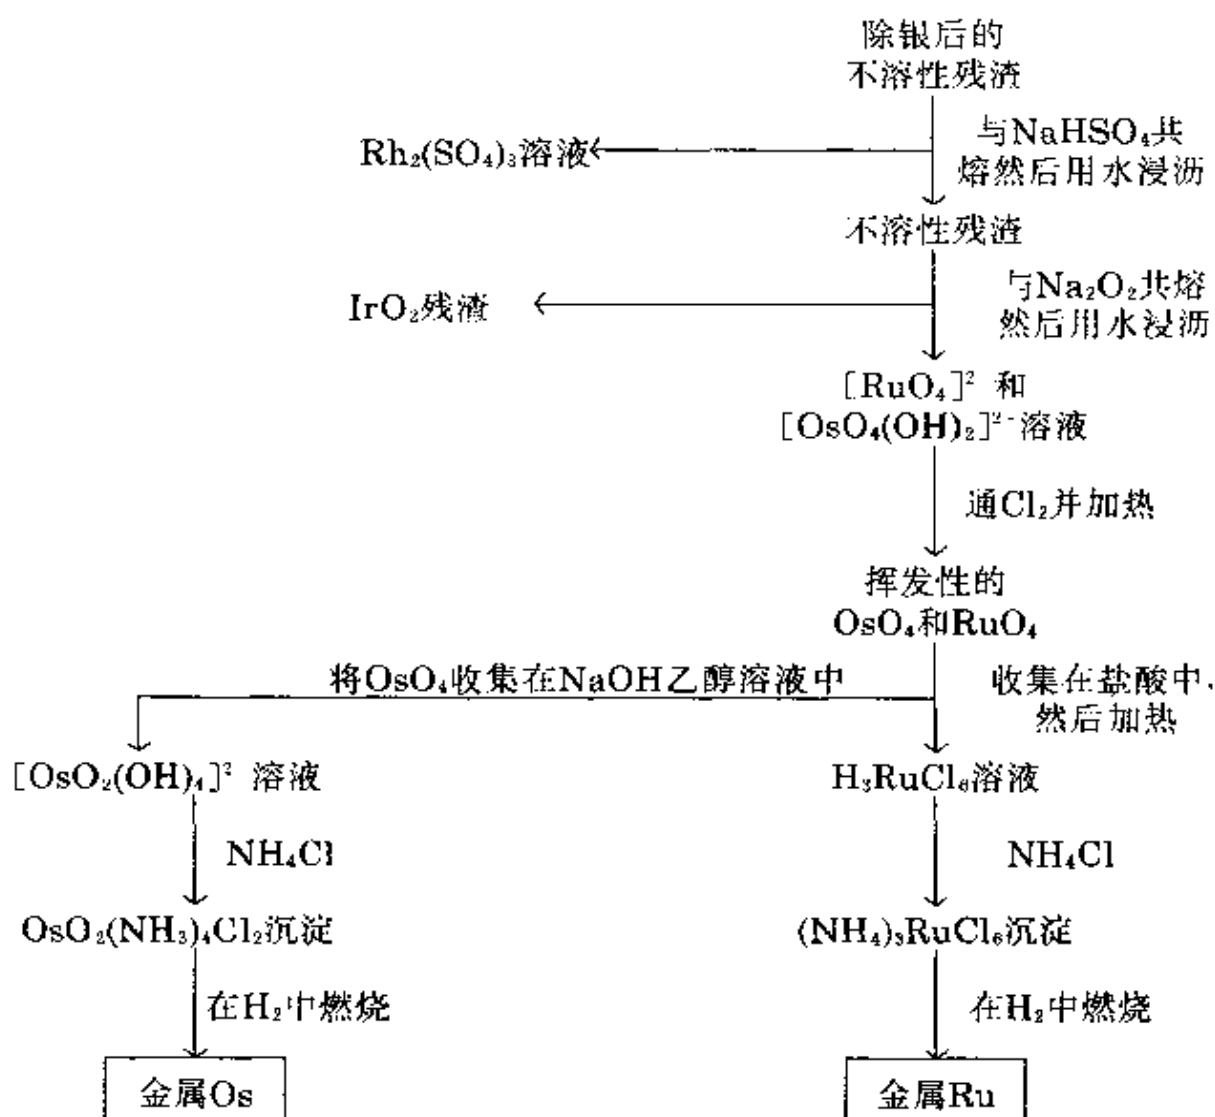 除银后的
不溶性残渣
Rh₂(SO₄)₃溶液
与NaHSO₄共
熔然后用水浸沥
不溶性残渣
IrO₂残渣
与Na₂O₂共熔
然后用水浸沥
[RuO₄]² 和
[OsO₄(OH)₂]²⁻溶液
通Cl₂并加热
挥发性的
OsO₄和RuO₄
将OsO₄收集在NaOH乙醇溶液中
收集在盐酸中,
然后加热
[OsO₂(OH)₄]² 溶液
H₃RuCl₆溶液
NH₄Cl
NH₄Cl
OsO₂(NH₃)₄Cl₂沉淀
(NH₄)₃RuCl₆沉淀
在H₂中燃烧
在H₂中燃烧
金属Os
金属Ru